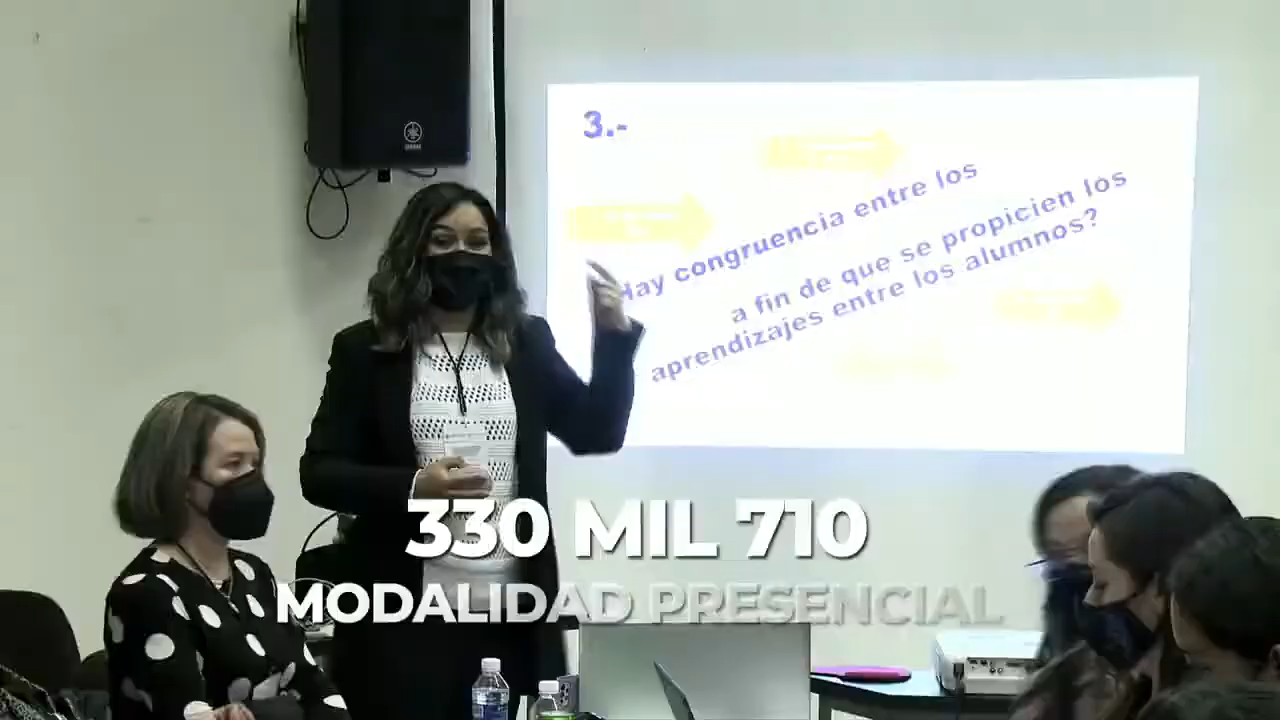 3.-
Hay congruencia entre los
a fin de que se propicien los
aprendizajes entre los alumnos?
330 MIL 710
MODALIDAD PRESENCIAL